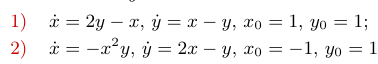 1) ẋ = 2y − x, ẏ = x − y, x₀ = 1, y₀ = 1;
2) ẋ = −x²y, ẏ = 2x − y, x₀ = −1, y₀ = 1